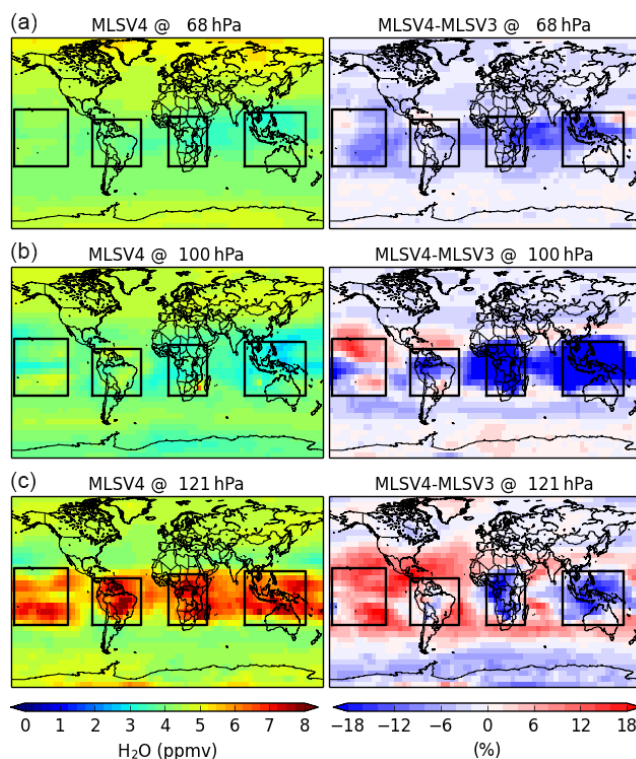 (a) MLSV4 @ 68 hPa MLSV4-MLSV3 @ 68 hPa
(b) MLSV4 @ 100 hPa MLSV4-MLSV3 @ 100 hPa
(c) MLSV4 @ 121 hPa MLSV4-MLSV3 @ 121 hPa
0 1 2 3 4 5 6 7 8 −18 −12 −6 0 6 12 18
H₂O (ppmv) (%)